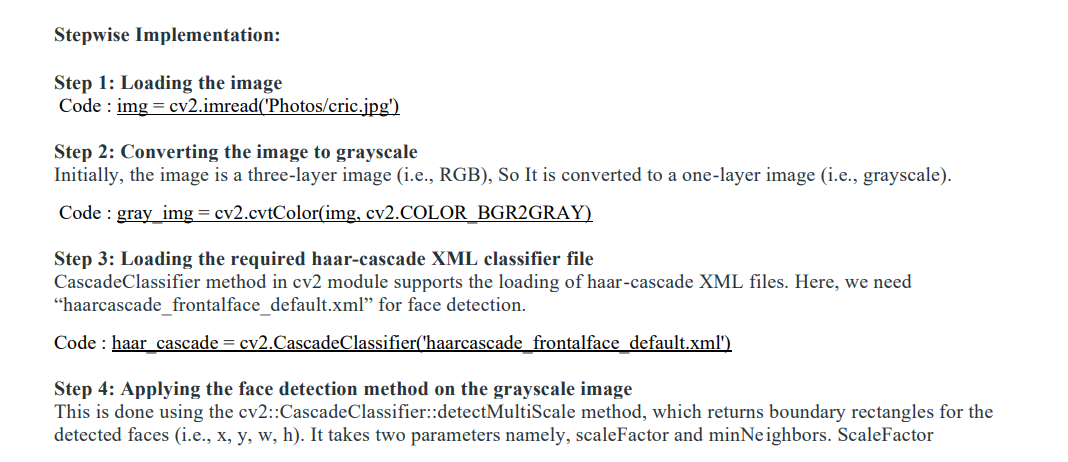 Stepwise Implementation:
Step 1: Loading the image
Code : img = cv2.imread('Photos/cric.jpg')
Step 2: Converting the image to grayscale
Initially, the image is a three-layer image (i.e., RGB), So It is converted to a one-layer image (i.e., grayscale).
Code : gray_img = cv2.cvtColor(img, cv2.COLOR_BGR2GRAY)
Step 3: Loading the required haar-cascade XML classifier file
CascadeClassifier method in cv2 module supports the loading of haar-cascade XML files. Here, we need
“haarcascade_frontalface_default.xml” for face detection.
Code : haar_cascade = cv2.CascadeClassifier('haarcascade_frontalface_default.xml')
Step 4: Applying the face detection method on the grayscale image
This is done using the cv2::CascadeClassifier::detectMultiScale method, which returns boundary rectangles for the
detected faces (i.e., x, y, w, h). It takes two parameters namely, scaleFactor and minNeighbors. ScaleFactor